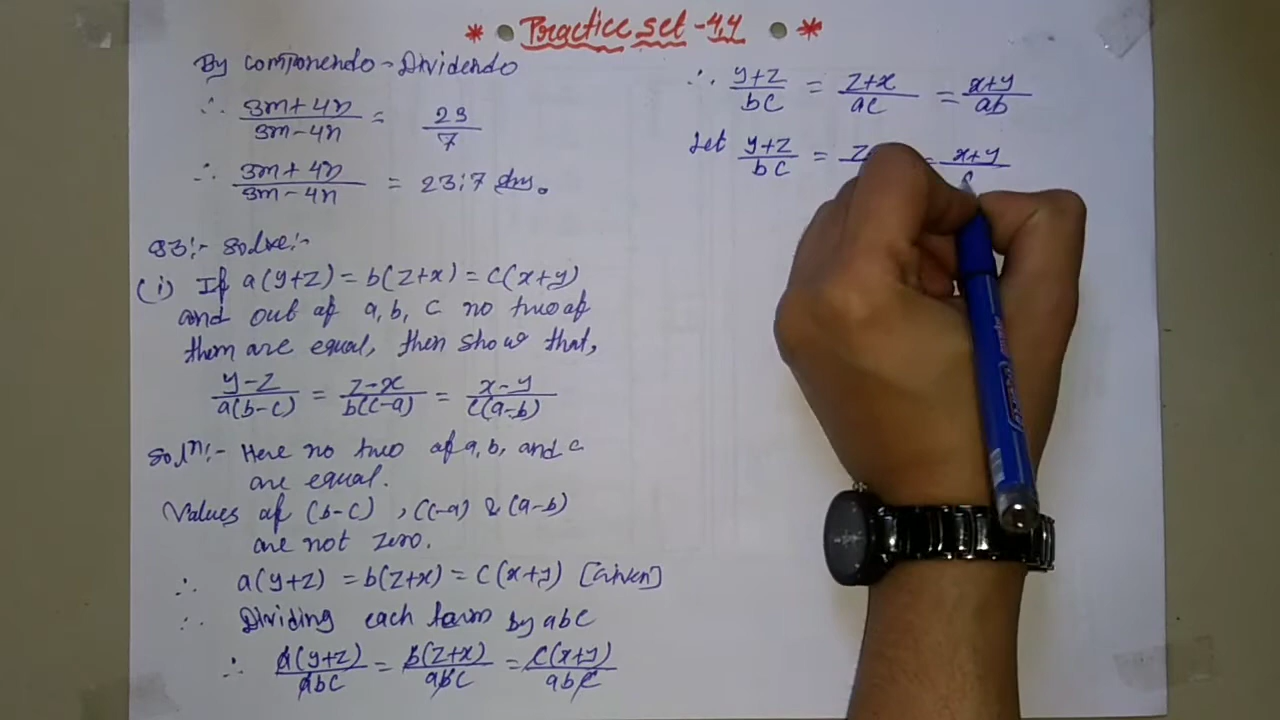 * Practice set - 4.4 *
By Componendo - Dividendo
∴ 3m+4n/3m-4n = 23/7
∴ 3m+4n/3m-4n = 23:7 Ans.
Q3:- Solve:-
(i) If a(y+z) = b(z+x) = c(x+y)
and out of a, b, c no two of
them are equal, then show that,
y-z/a(b-c) = z-x/b(c-a) = x-y/c(a-b)
Solⁿ:- Here no two of a, b, and c
are equal.
Values of (b-c), (c-a) & (a-b)
are not zero.
∴ a(y+z) = b(z+x) = c(x+y) [Given]
∴ Dividing each term by abc
∴ a(y+z)/abc = b(z+x)/abc = c(x+y)/abc
∴ y+z/bc = z+x/ac = x+y/ab
Let y+z/bc = z = x+y